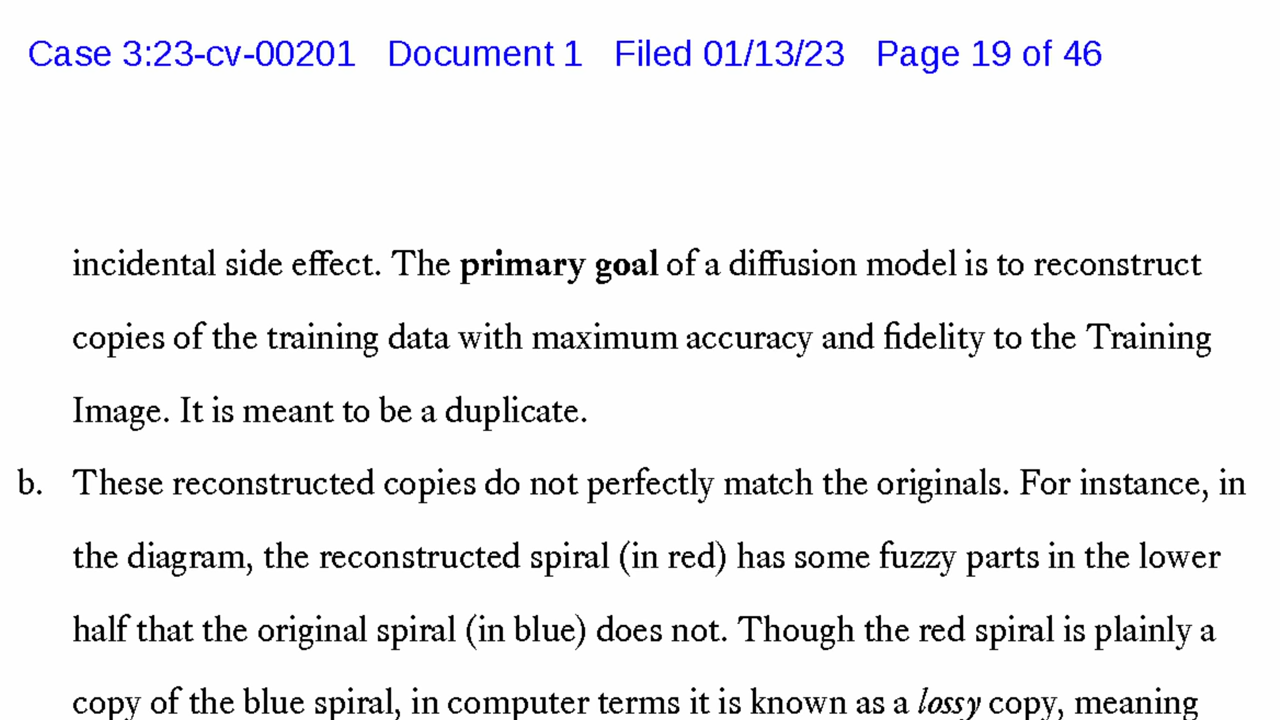 Case 3:23-cv-00201 Document 1 Filed 01/13/23 Page 19 of 46
incidental side effect. The primary goal of a diffusion model is to reconstruct
copies of the training data with maximum accuracy and fidelity to the Training
Image. It is meant to be a duplicate.
b. These reconstructed copies do not perfectly match the originals. For instance, in
the diagram, the reconstructed spiral (in red) has some fuzzy parts in the lower
half that the original spiral (in blue) does not. Though the red spiral is plainly a
copy of the blue spiral, in computer terms it is known as a lossy copy, meaning